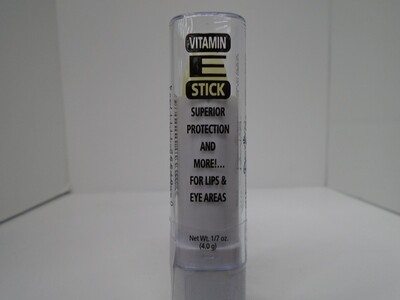 VITAMIN
E
STICK
SUPERIOR
PROTECTION
AND
MORE!...
FOR LIPS &
EYE AREAS
Net Wt. 1/7 oz.
(4.0 g)